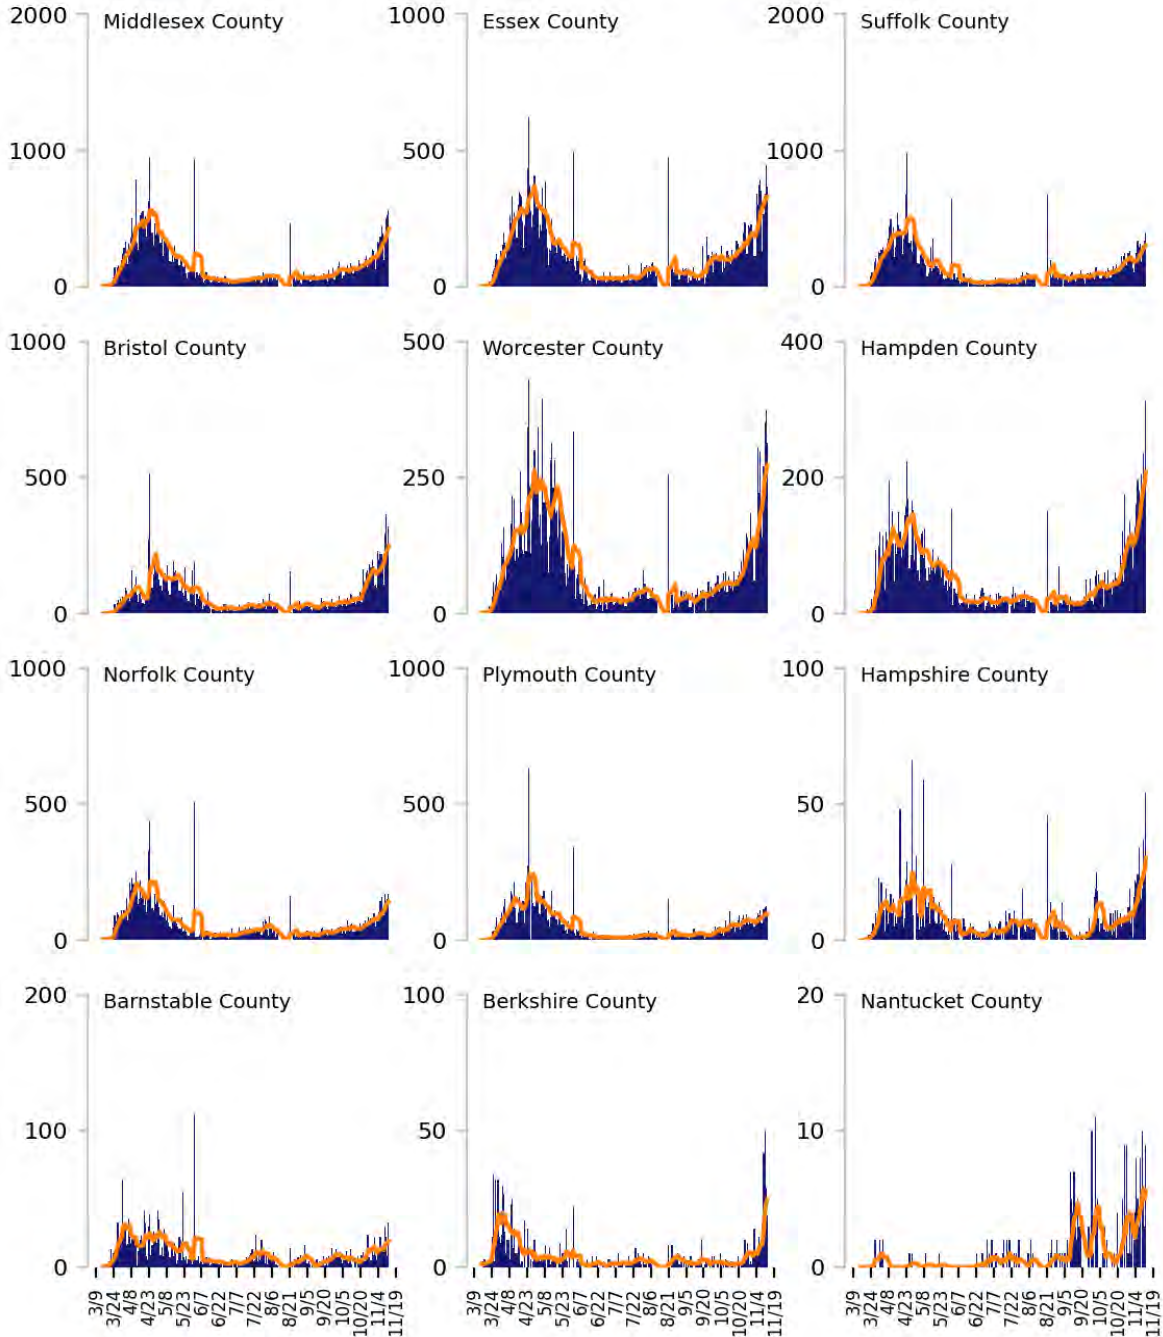 2000 Middlesex County 1000 Essex County 2000 Suffolk County
1000 500 1000
0 0 0
1000 Bristol County 500 Worcester County 400 Hampden County
500 250 200
0 0 0
1000 Norfolk County 1000 Plymouth County 100 Hampshire County
500 500 50
0 0 0
200 Barnstable County 100 Berkshire County 20 Nantucket County
100 50 10
0 0 0
3/9 3/24 4/8 4/23 5/8 5/23 6/7 6/22 7/7 7/22 8/6 8/21 9/5 9/20 10/5 10/20 11/4 11/19 3/9 3/24 4/8 4/23 5/8 5/23 6/7 6/22 7/7 7/22 8/6 8/21 9/5 9/20 10/5 10/20 11/4 11/19 3/9 3/24 4/8 4/23 5/8 5/23 6/7 6/22 7/7 7/22 8/6 8/21 9/5 9/20 10/5 10/20 11/4 11/19